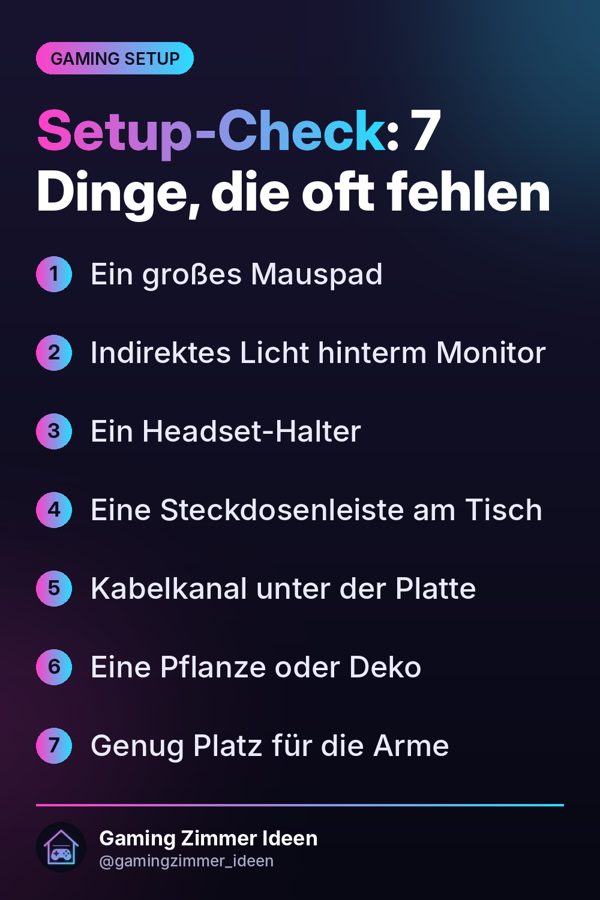 GAMING SETUP
Setup-Check: 7
Dinge, die oft fehlen
1 Ein großes Mauspad
2 Indirektes Licht hinterm Monitor
3 Ein Headset-Halter
4 Eine Steckdosenleiste am Tisch
5 Kabelkanal unter der Platte
6 Eine Pflanze oder Deko
7 Genug Platz für die Arme
Gaming Zimmer Ideen
@gamingzimmer_ideen